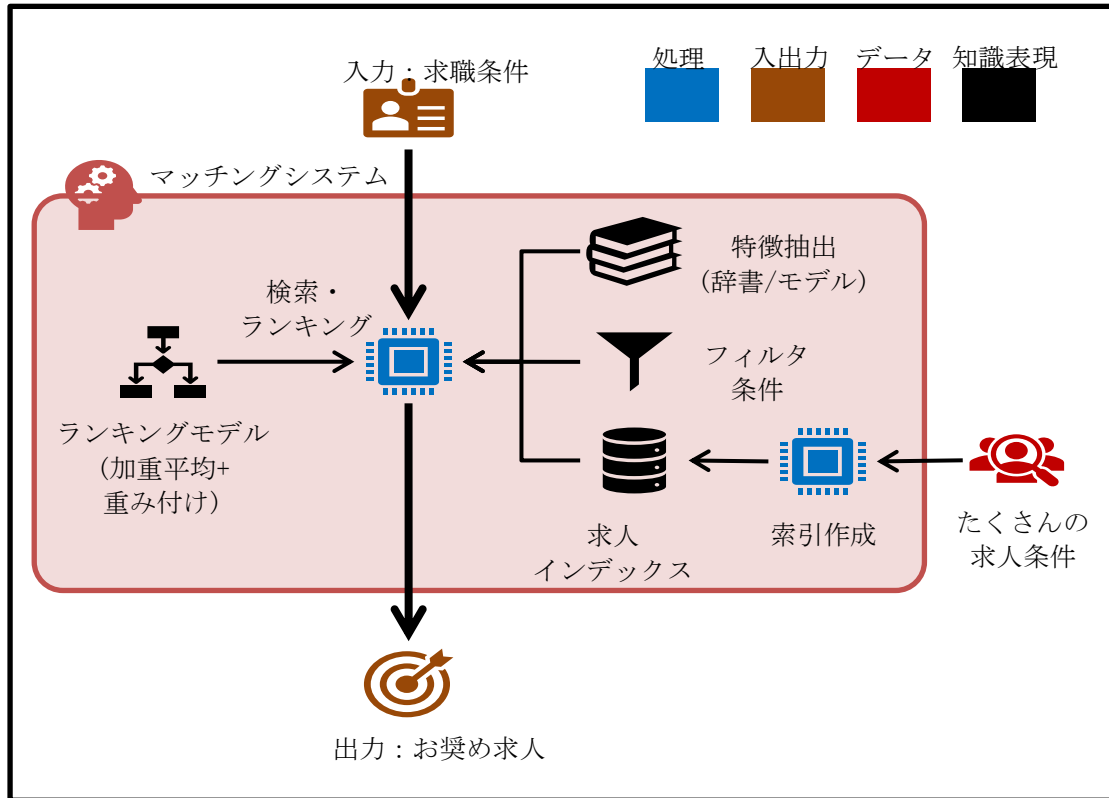 入力：求職条件
処理
入出力
データ
知識表現
マッチングシステム
検索・
ランキング
特徴抽出
(辞書/モデル)
フィルタ
条件
ランキングモデル
(加重平均+
重み付け)
求人
インデックス
索引作成
たくさんの
求人条件
出力：お奨め求人